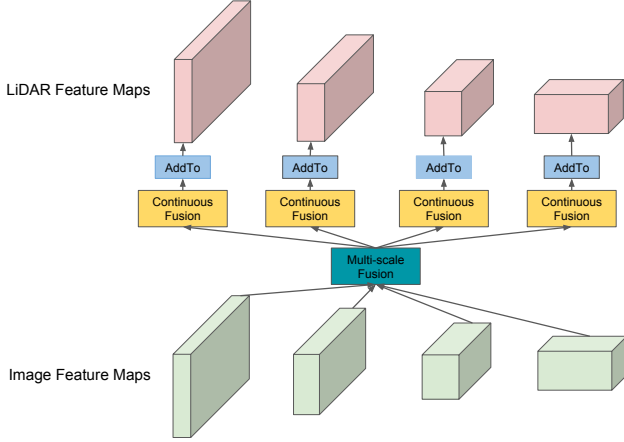 LiDAR Feature Maps
AddTo
AddTo
AddTo
AddTo
Continuous
Fusion
Continuous
Fusion
Continuous
Fusion
Continuous
Fusion
Multi-scale
Fusion
Image Feature Maps